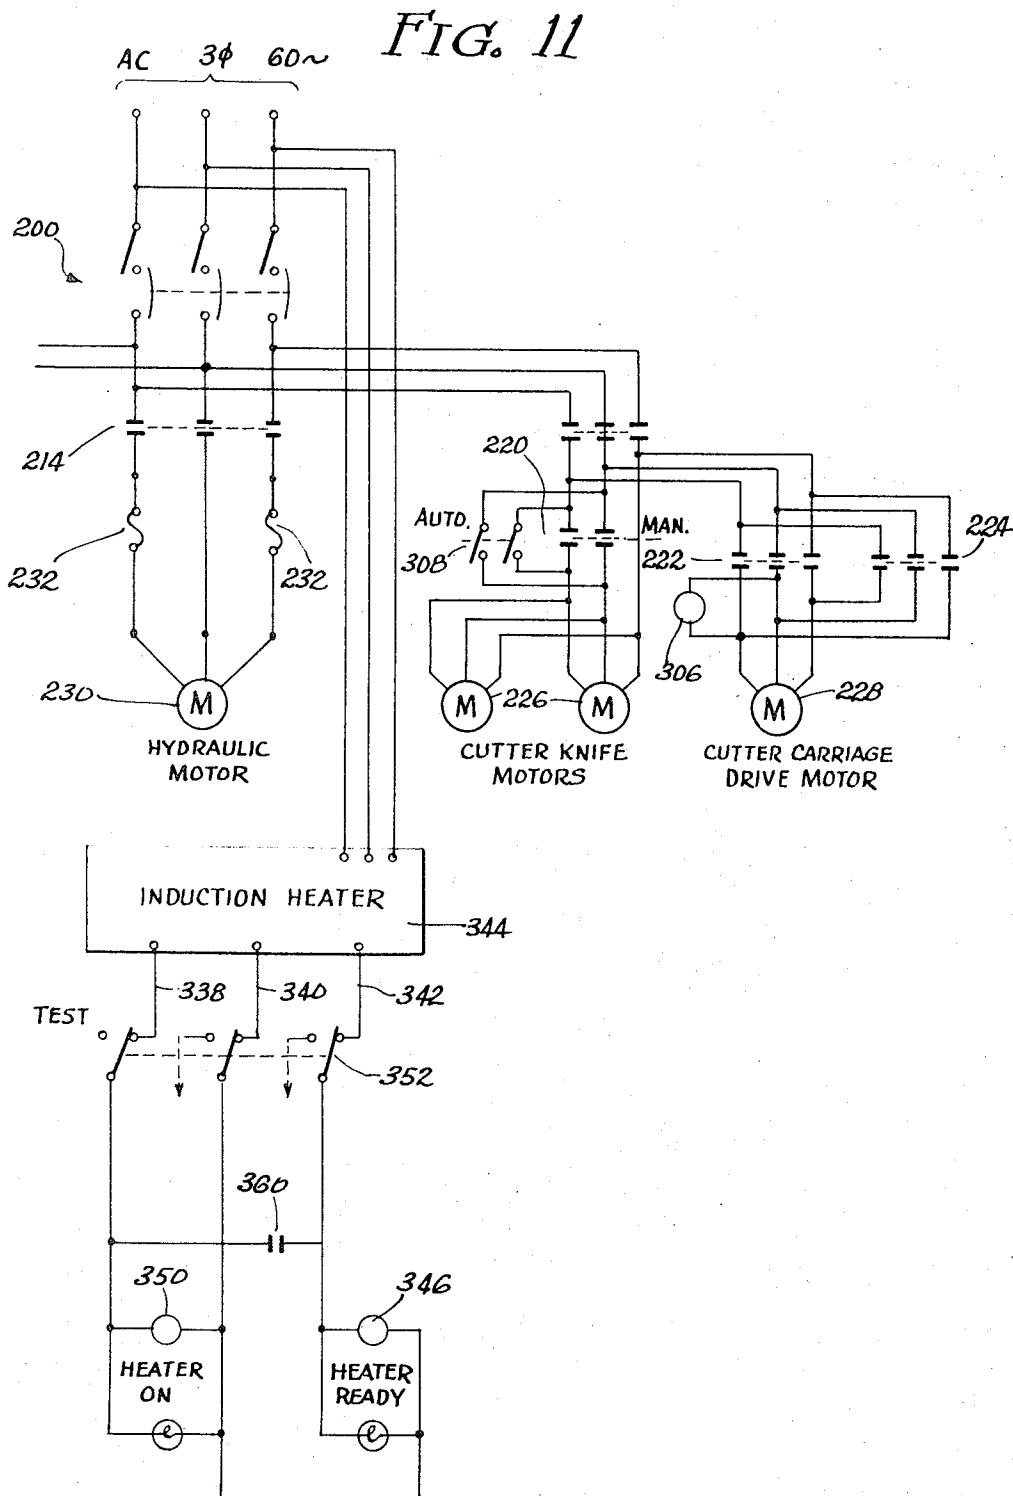 FIG. 11
AC 3φ 60~
200
214
220
AUTO.
MAN.
224
308
222
232
232
306
230
M
M
226
M
M
228
HYDRAULIC
MOTOR
CUTTER KNIFE
MOTORS
CUTTER CARRIAGE
DRIVE MOTOR
INDUCTION HEATER
344
338
340
342
TEST
352
360
350
346
HEATER
ON
HEATER
READY
e
e